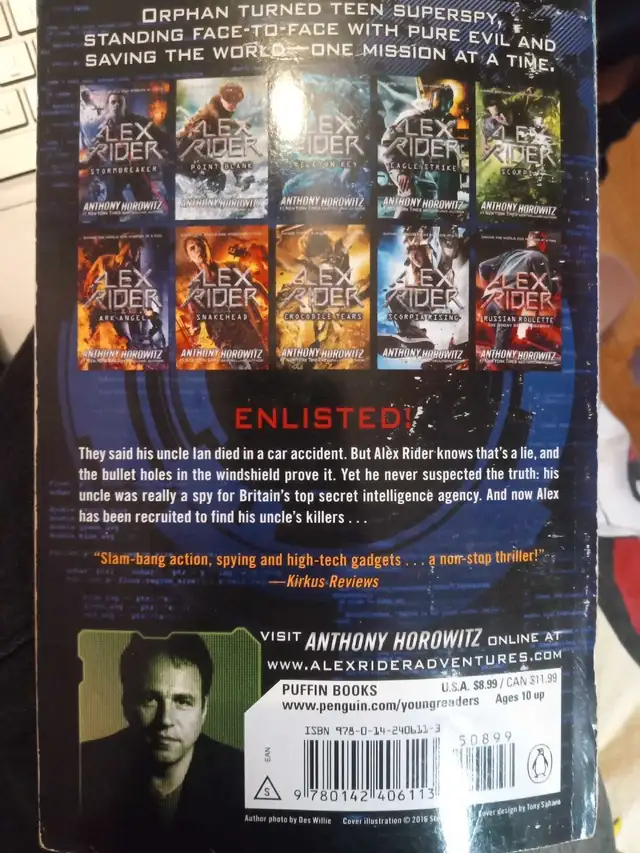 ORPHAN TURNED TEEN SUPERSPY,
STANDING FACE-TO-FACE WITH PURE EVIL AND
SAVING THE WORLD—ONE MISSION AT A TIME.
ALEX RIDER
STORMBREAKER
ANTHONY HOROWITZ
ALEX RIDER
POINT BLANK
ANTHONY HOROWITZ
ALEX RIDER
SKELETON KEY
ANTHONY HOROWITZ
ALEX RIDER
EAGLE STRIKE
ANTHONY HOROWITZ
ALEX RIDER
SCORPIA
ANTHONY HOROWITZ
ALEX RIDER
ARK ANGEL
ANTHONY HOROWITZ
ALEX RIDER
SNAKEHEAD
ANTHONY HOROWITZ
ALEX RIDER
CROCODILE TEARS
ANTHONY HOROWITZ
ALEX RIDER
SCORPIA RISING
ANTHONY HOROWITZ
ALEX RIDER
RUSSIAN ROULETTE
ANTHONY HOROWITZ
ENLISTED!
They said his uncle Ian died in a car accident. But Alex Rider knows that's a lie, and
the bullet holes in the windshield prove it. Yet he never suspected the truth: his
uncle was really a spy for Britain's top secret intelligence agency. And now Alex
has been recruited to find his uncle's killers . . .
“Slam-bang action, spying and high-tech gadgets . . . a non-stop thriller!”
—Kirkus Reviews
VISIT ANTHONY HOROWITZ ONLINE AT
WWW.ALEXRIDERADVENTURES.COM
PUFFIN BOOKS
U.S.A. $8.99 / CAN $11.99
www.penguin.com/youngreaders
Ages 10 up
ISBN 978-0-14-240611-3
50899
EAN
S
9 780142 406113
Author photo by Des Willie
Cover illustration © 2016
Cover design by Tony Sahara